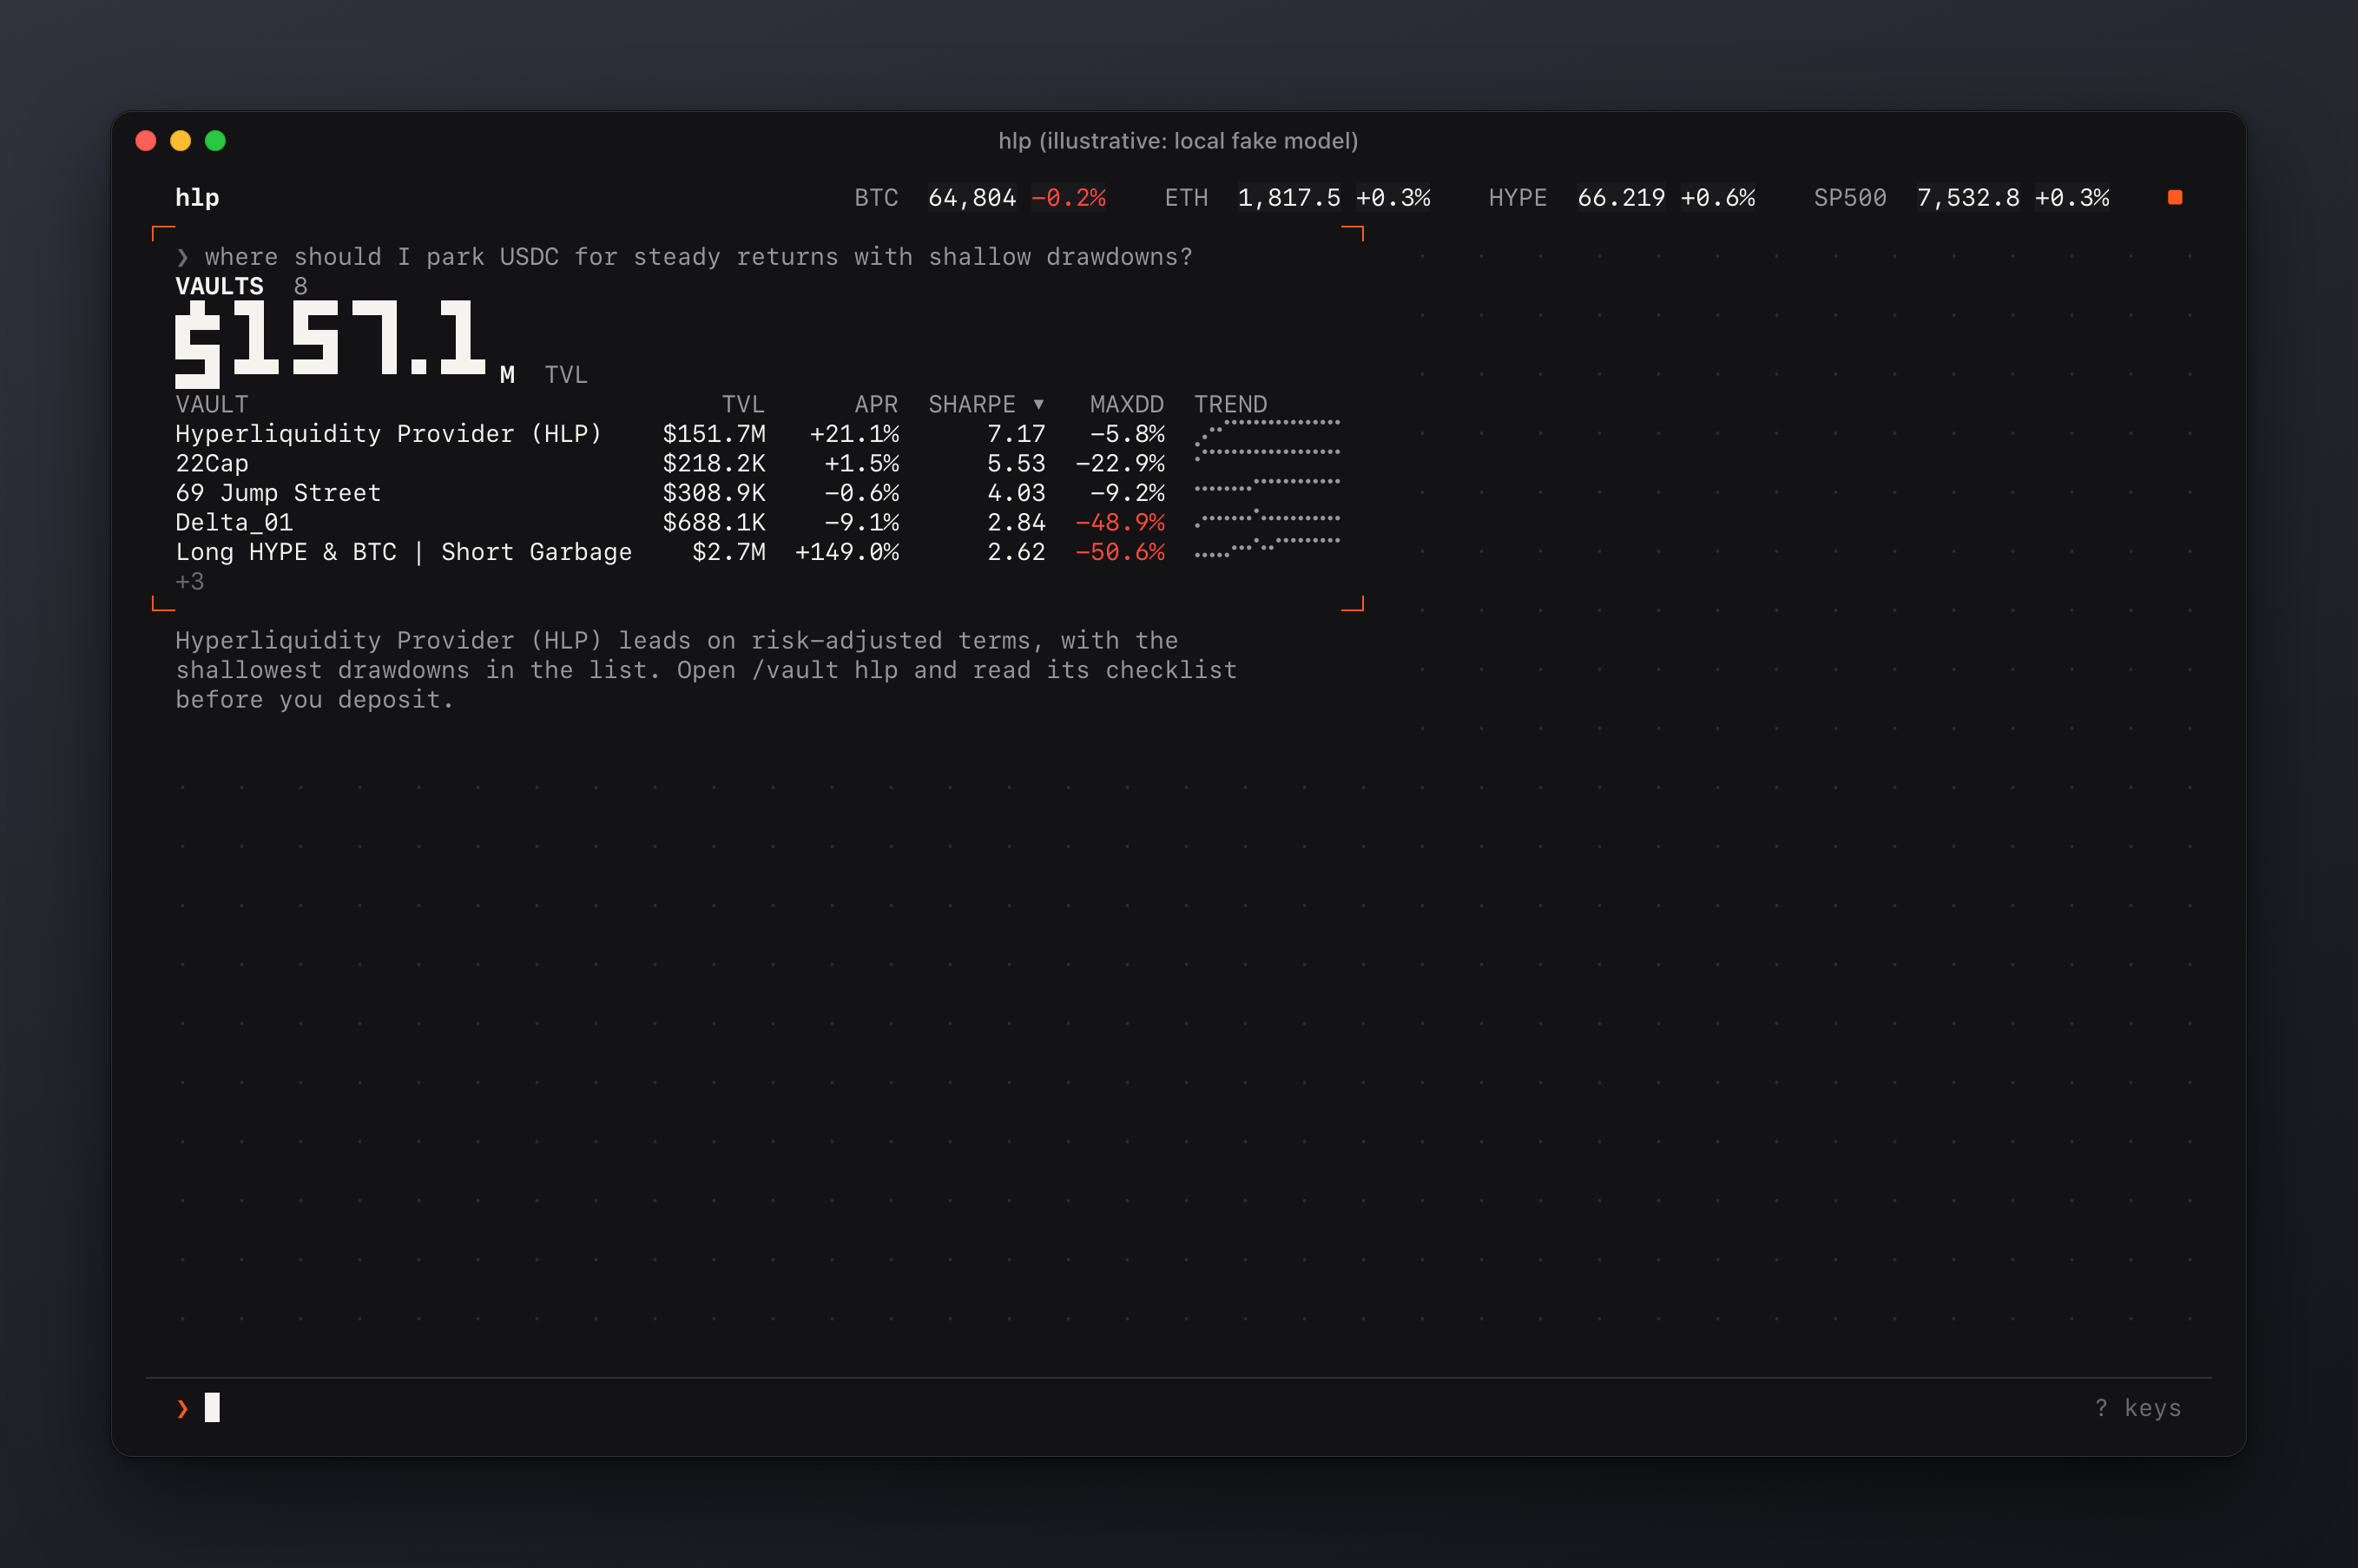 hlp (illustrative: local fake model)
hlp BTC 64,804 −0.2% ETH 1,817.5 +0.3% HYPE 66.219 +0.6% SP500 7,532.8 +0.3%
❯ where should I park USDC for steady returns with shallow drawdowns?
VAULTS 8
$157.1 M TVL
VAULT TVL APR SHARPE ▼ MAXDD TREND
Hyperliquidity Provider (HLP) $151.7M +21.1% 7.17 −5.8%
22Cap $218.2K +1.5% 5.53 −22.9%
69 Jump Street $308.9K −0.6% 4.03 −9.2%
Delta_01 $688.1K −9.1% 2.84 −48.9%
Long HYPE & BTC | Short Garbage $2.7M +149.0% 2.62 −50.6%
+3
Hyperliquidity Provider (HLP) leads on risk−adjusted terms, with the
shallowest drawdowns in the list. Open /vault hlp and read its checklist
before you deposit.
❯
? keys